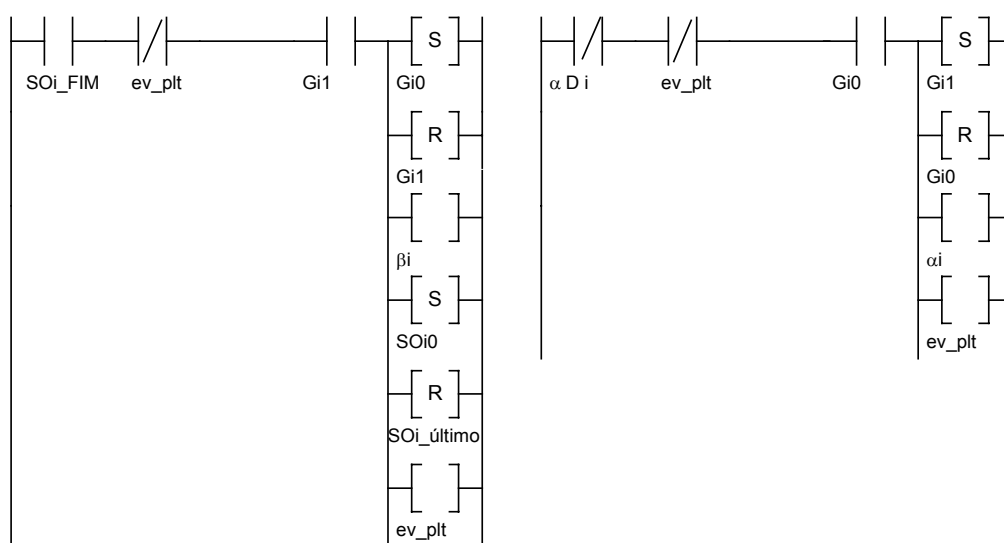 S S
SOi_FIM ev_plt Gi1 Gi0 α D i ev_plt Gi0 Gi1
R R
Gi1 Gi0
βi αi
S
SOi0 ev_plt
R
SOi_último
ev_plt